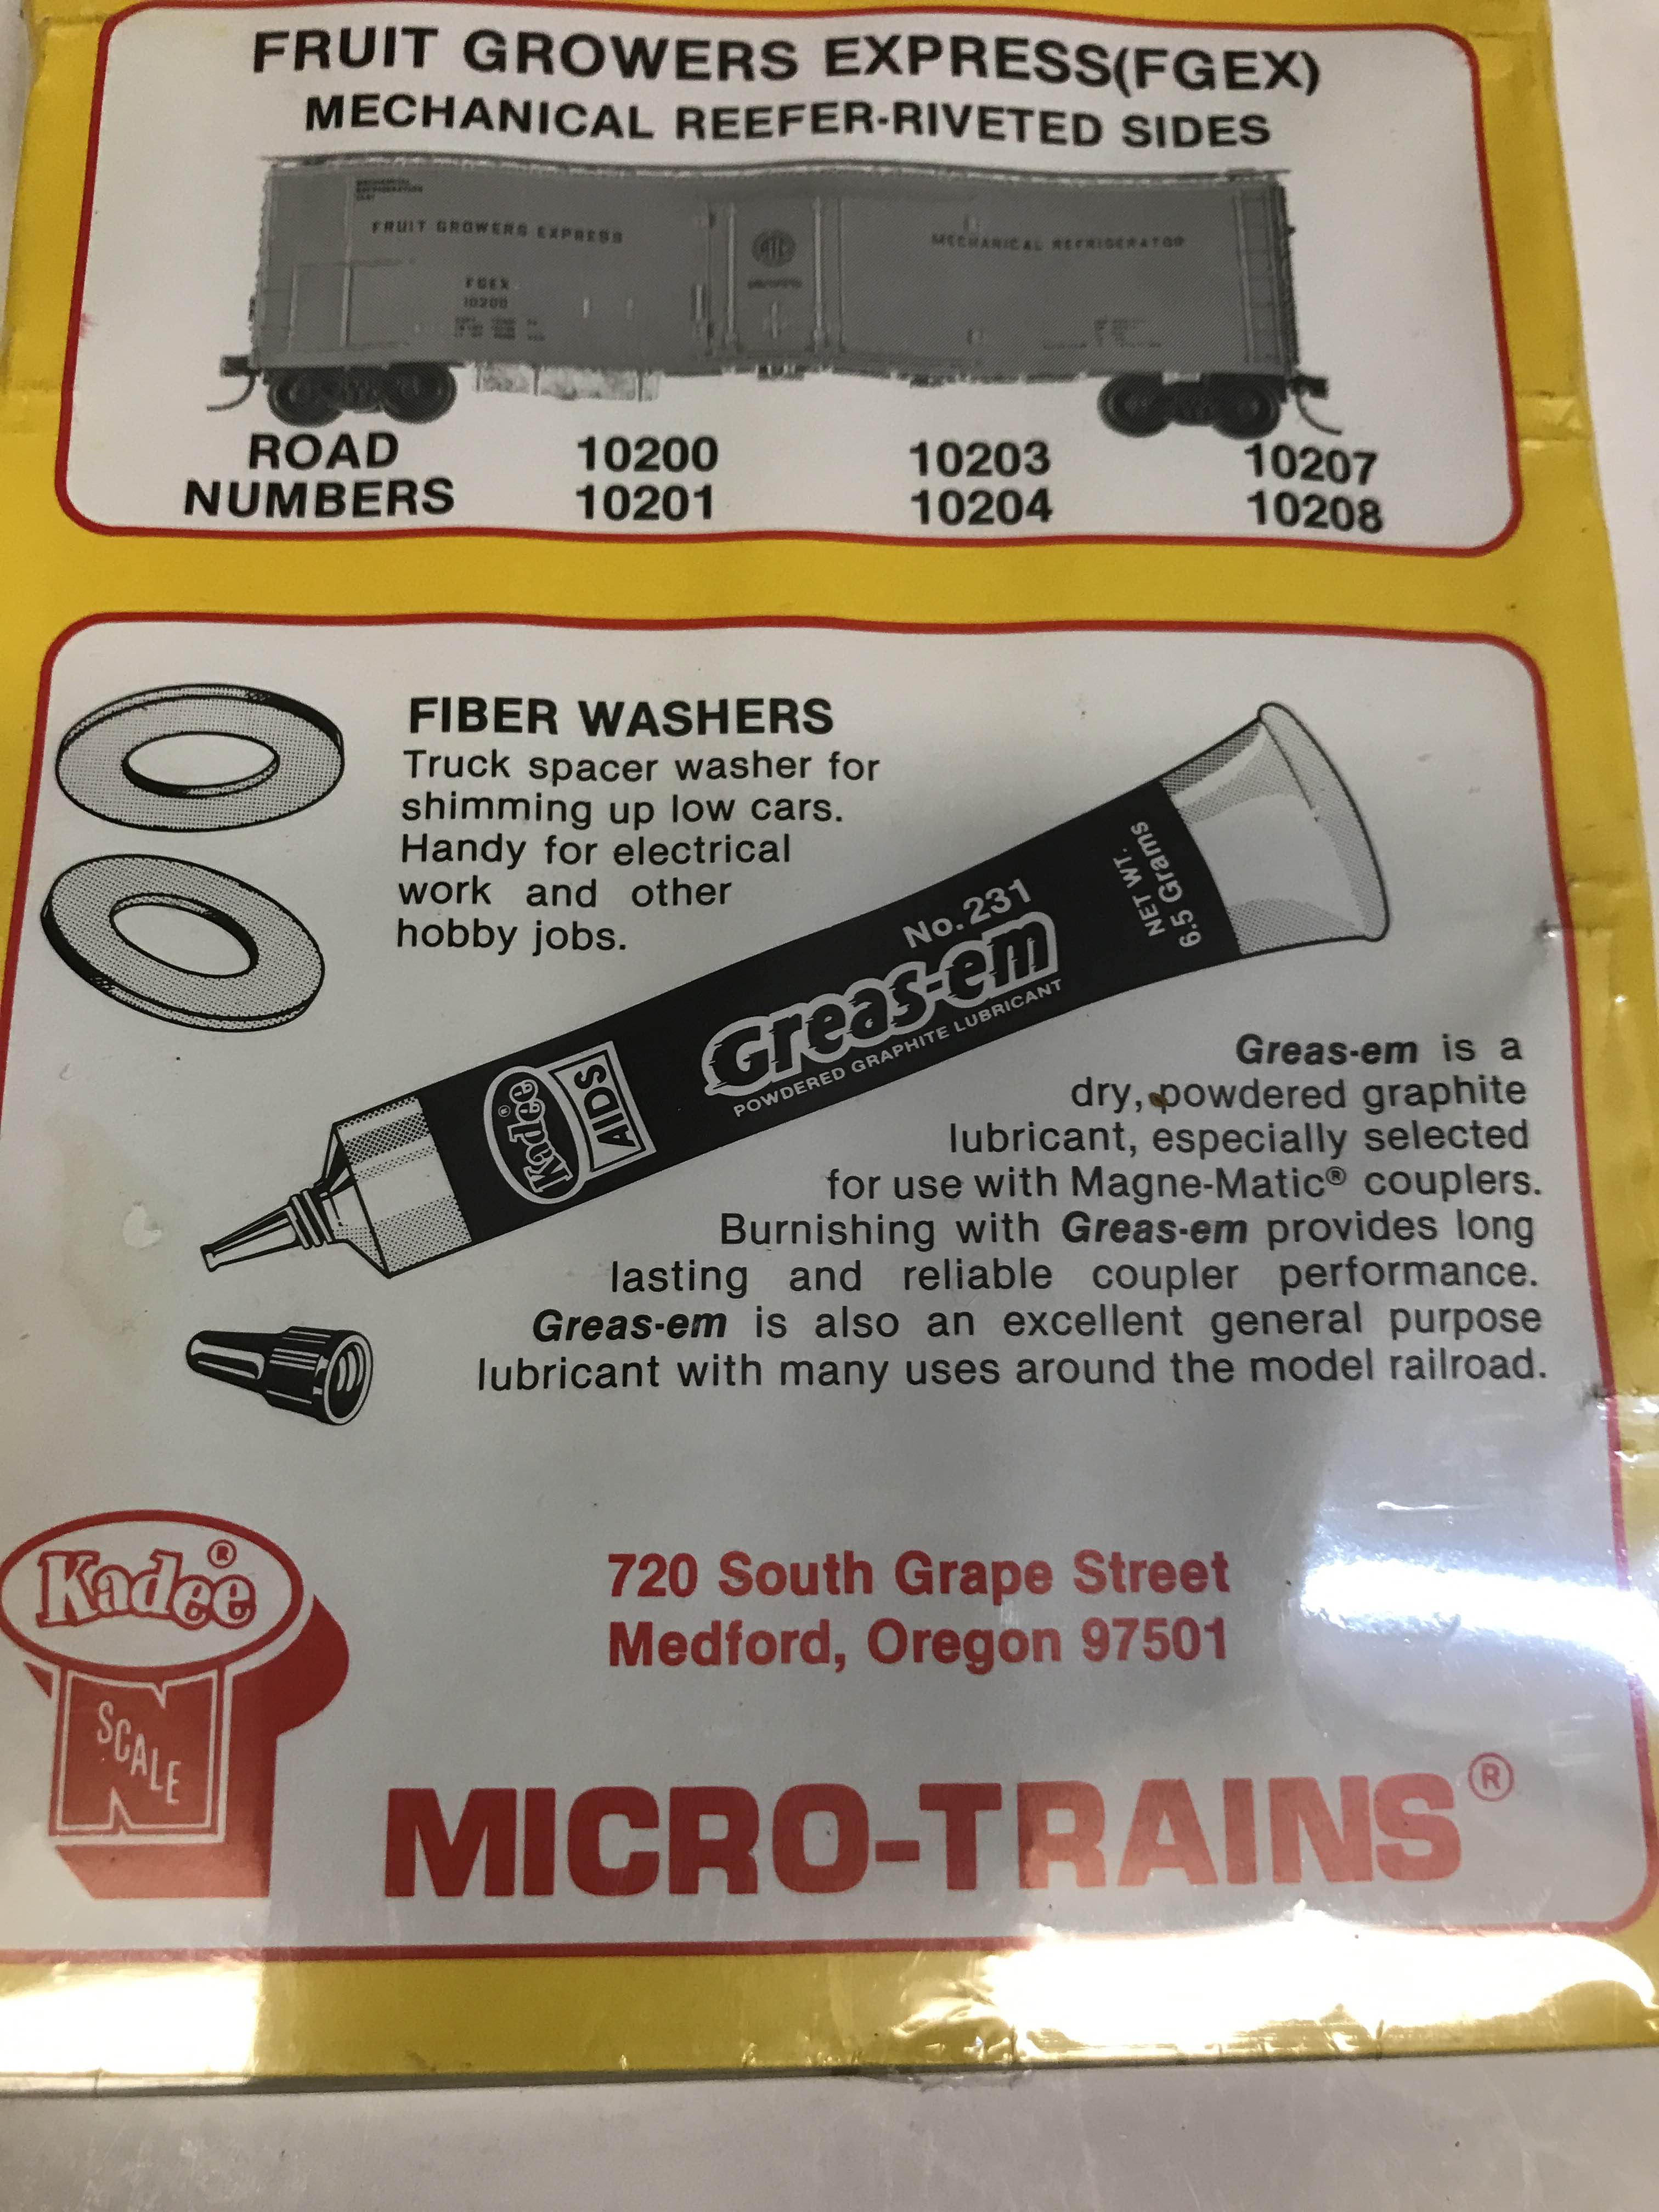 FRUIT GROWERS EXPRESS(FGEX)
MECHANICAL REEFER-RIVETED SIDES
MECHANICAL
REFRIGERATOR
FRUIT GROWERS EXPRESS
MECHANICAL REFRIGERATOR
FGEX
10200
ROAD
NUMBERS
10200
10201
10203
10204
10207
10208
FIBER WASHERS
Truck spacer washer for
shimming up low cars.
Handy for electrical
work and other
hobby jobs.
No. 231
Greas-em
POWDERED GRAPHITE LUBRICANT
NET WT.
6.5 Grams
Kadee®
AIDS
Greas-em is a
dry, powdered graphite
lubricant, especially selected
for use with Magne-Matic® couplers.
Burnishing with Greas-em provides long
lasting and reliable coupler performance.
Greas-em is also an excellent general purpose
lubricant with many uses around the model railroad.
Kadee®
N
SCALE
720 South Grape Street
Medford, Oregon 97501
MICRO-TRAINS®